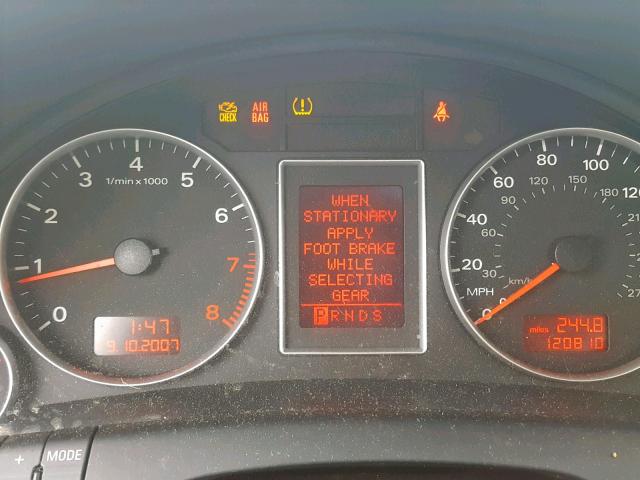 CHECK
AIR
BAG
0 1 2 3 4 5 6 7 8
1/min x 1000
1:47
9.10.2007
WHEN
STATIONARY
APPLY
FOOT BRAKE
WHILE
SELECTING
GEAR
P R N D S
0 20 40 60 80 100 120
30 60 90 120 150 180
km/h
MPH
miles 244.8
120810
+ MODE